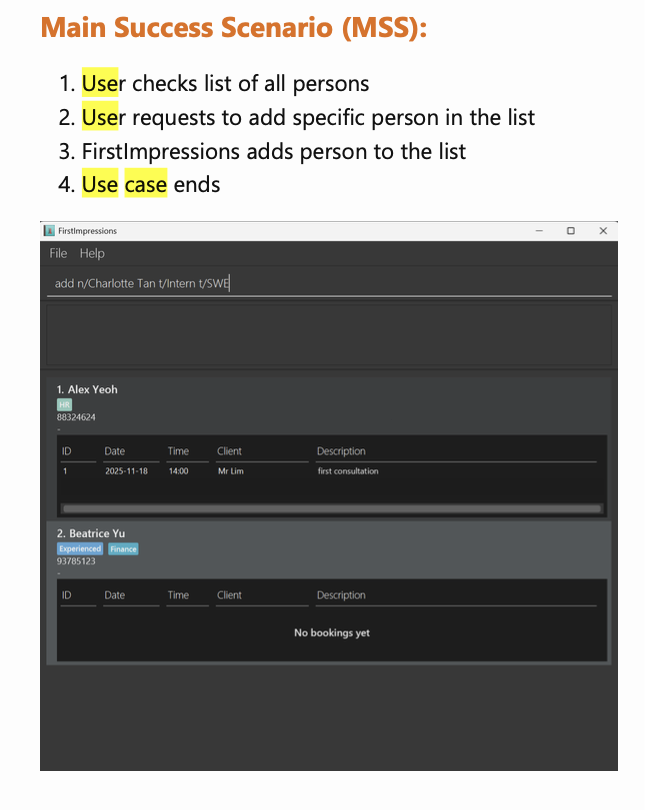 Main Success Scenario (MSS):
1. User checks list of all persons
2. User requests to add specific person in the list
3. FirstImpressions adds person to the list
4. Use case ends
FirstImpressions
File Help
add n/Charlotte Tan t/Intern t/SWE
1. Alex Yeoh
HR
88324624
-
ID Date Time Client Description
1 2025-11-18 14:00 Mr Lim first consultation
2. Beatrice Yu
Experienced Finance
93785123
-
ID Date Time Client Description
No bookings yet